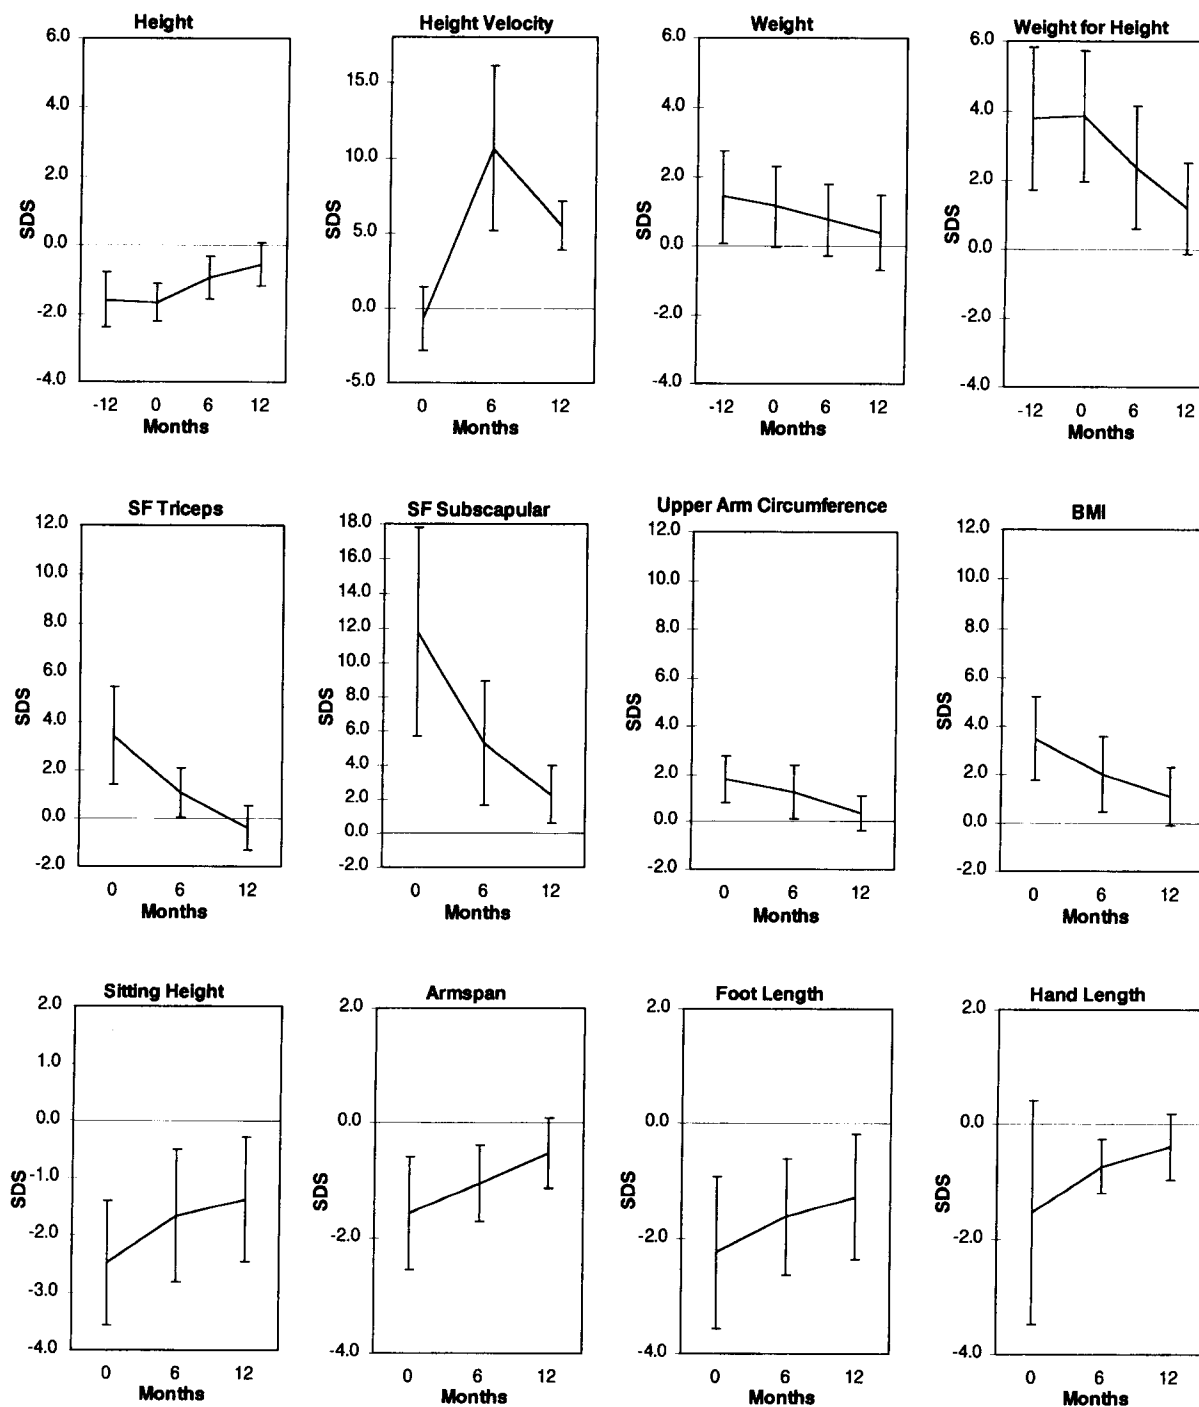 Height
Height Velocity
Weight
Weight for Height
6.0
4.0
2.0
0.0
-2.0
-4.0
SDS
-12 0 6 12
Months
15.0
10.0
5.0
0.0
-5.0
SDS
0 6 12
Months
6.0
4.0
2.0
0.0
-2.0
-4.0
SDS
-12 0 6 12
Months
6.0
4.0
2.0
0.0
-2.0
-4.0
SDS
-12 0 6 12
Months
SF Triceps
SF Subscapular
Upper Arm Circumference
BMI
12.0
10.0
8.0
6.0
4.0
2.0
0.0
-2.0
SDS
0 6 12
Months
18.0
16.0
14.0
12.0
10.0
8.0
6.0
4.0
2.0
0.0
-2.0
SDS
0 6 12
Months
12.0
10.0
8.0
6.0
4.0
2.0
0.0
-2.0
SDS
0 6 12
Months
12.0
10.0
8.0
6.0
4.0
2.0
0.0
-2.0
SDS
0 6 12
Months
Sitting Height
Armspan
Foot Length
Hand Length
2.0
1.0
0.0
-1.0
-2.0
-3.0
-4.0
SDS
0 6 12
Months
2.0
0.0
-2.0
-4.0
SDS
0 6 12
Months
2.0
0.0
-2.0
-4.0
SDS
0 6 12
Months
2.0
0.0
-2.0
-4.0
SDS
0 6 12
Months